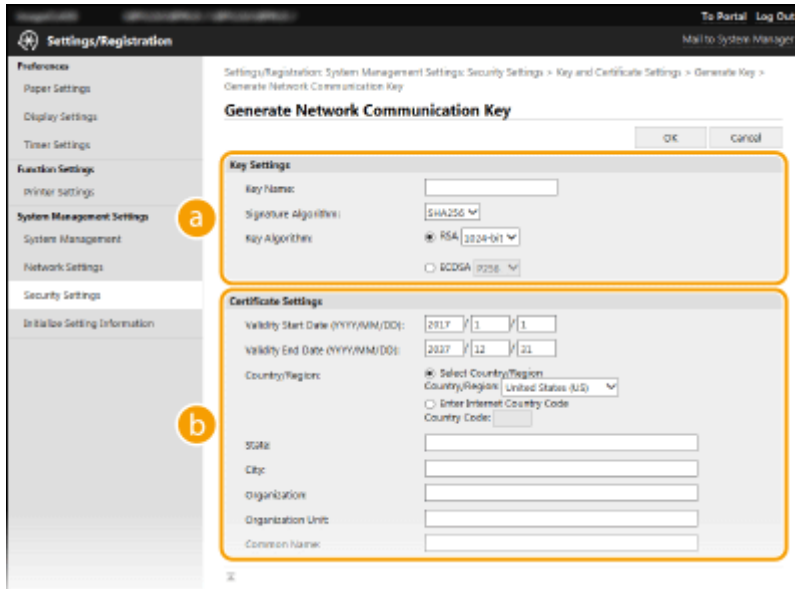 To Portal Log Out
Settings/Registration
Mail to System Manager
Preferences
Paper Settings
Display Settings
Timer Settings
Function Settings
Printer Settings
System Management Settings
System Management
Network Settings
Security Settings
Initialize Setting Information
Settings/Registration: System Management Settings: Security Settings > Key and Certificate Settings > Generate Key >
Generate Network Communication Key
Generate Network Communication Key
OK Cancel
a
Key Settings
Key Name:
Signature Algorithm: SHA256
Key Algorithm: RSA 1024-bit
ECDSA P256
b
Certificate Settings
Validity Start Date (YYYY/MM/DD): 2017 / 1 / 1
Validity End Date (YYYY/MM/DD): 2037 / 12 / 31
Country/Region: Select Country/Region
Country/Region: United States (US)
Enter Internet Country Code
Country Code:
State:
City:
Organization:
Organization Unit:
Common Name: